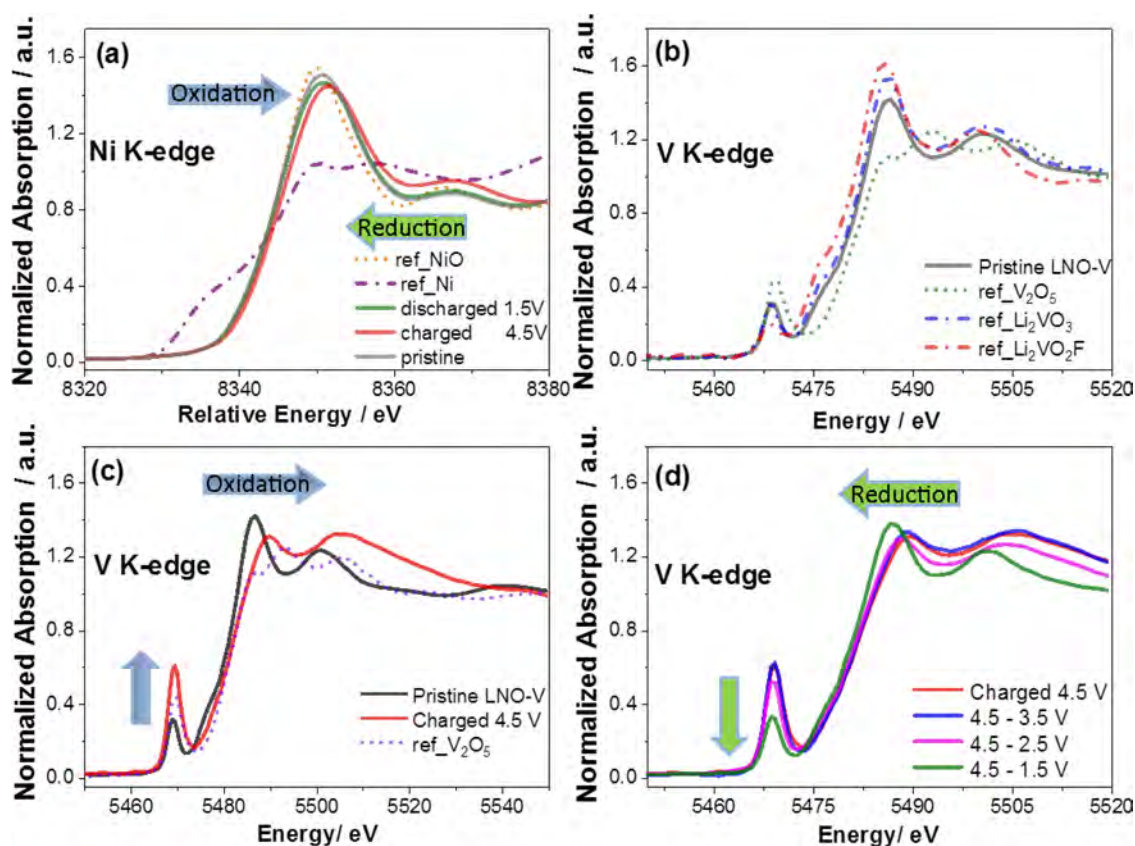 (a)
Oxidation
Ni K-edge
Reduction
ref_NiO
ref_Ni
discharged 1.5V
charged 4.5V
pristine
Normalized Absorption / a.u.
1.6
1.2
0.8
0.4
0.0
8320 8340 8360 8380
Relative Energy / eV
(b)
V K-edge
Pristine LNO-V
ref_V₂O₅
ref_Li₂VO₃
ref_Li₂VO₂F
Normalized Absorption / a.u.
1.6
1.2
0.8
0.4
0.0
5460 5475 5490 5505 5520
Energy / eV
(c)
Oxidation
V K-edge
Pristine LNO-V
Charged 4.5 V
ref_V₂O₅
Normalized Absorption / a.u.
1.6
1.2
0.8
0.4
0.0
5460 5480 5500 5520 5540
Energy/ eV
(d)
Reduction
V K-edge
Charged 4.5 V
4.5 - 3.5 V
4.5 - 2.5 V
4.5 - 1.5 V
Normalized Absorption / a.u.
1.6
1.2
0.8
0.4
0.0
5460 5475 5490 5505 5520
Energy/ eV